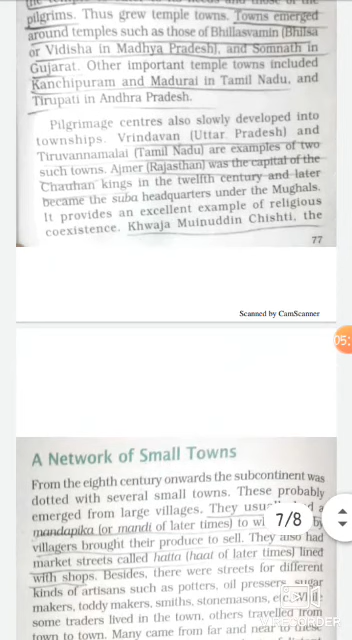 pilgrims. Thus grew temple towns. Towns emerged
around temples such as those of Bhillasvamin (Bhilsa
or Vidisha in Madhya Pradesh), and Somnath in
Gujarat. Other important temple towns included
Kanchipuram and Madurai in Tamil Nadu, and
Tirupati in Andhra Pradesh.
Pilgrimage centres also slowly developed into
townships. Vrindavan (Uttar Pradesh) and
Tiruvannamalai (Tamil Nadu) are examples of two
such towns. Ajmer (Rajasthan) was the capital of the
Chauhan kings in the twelfth century and later
became the suba headquarters under the Mughals.
It provides an excellent example of religious
coexistence. Khwaja Muinuddin Chishti, the
77
Scanned by CamScanner
05:
A Network of Small Towns
From the eighth century onwards the subcontinent was
dotted with several small towns. These probably
emerged from large villages. They
mandapika (or mandi of later times) to
7/8
villagers brought their produce to sell. They also had
market streets called hatta (haat of later times) lined
with shops. Besides, there were streets for different
kinds of artisans such as potters, oil pressers, sugar
makers, toddy makers, smiths, stonemasons,
some traders lived in the town, others travelled from
town to town. Many came from far and near to these